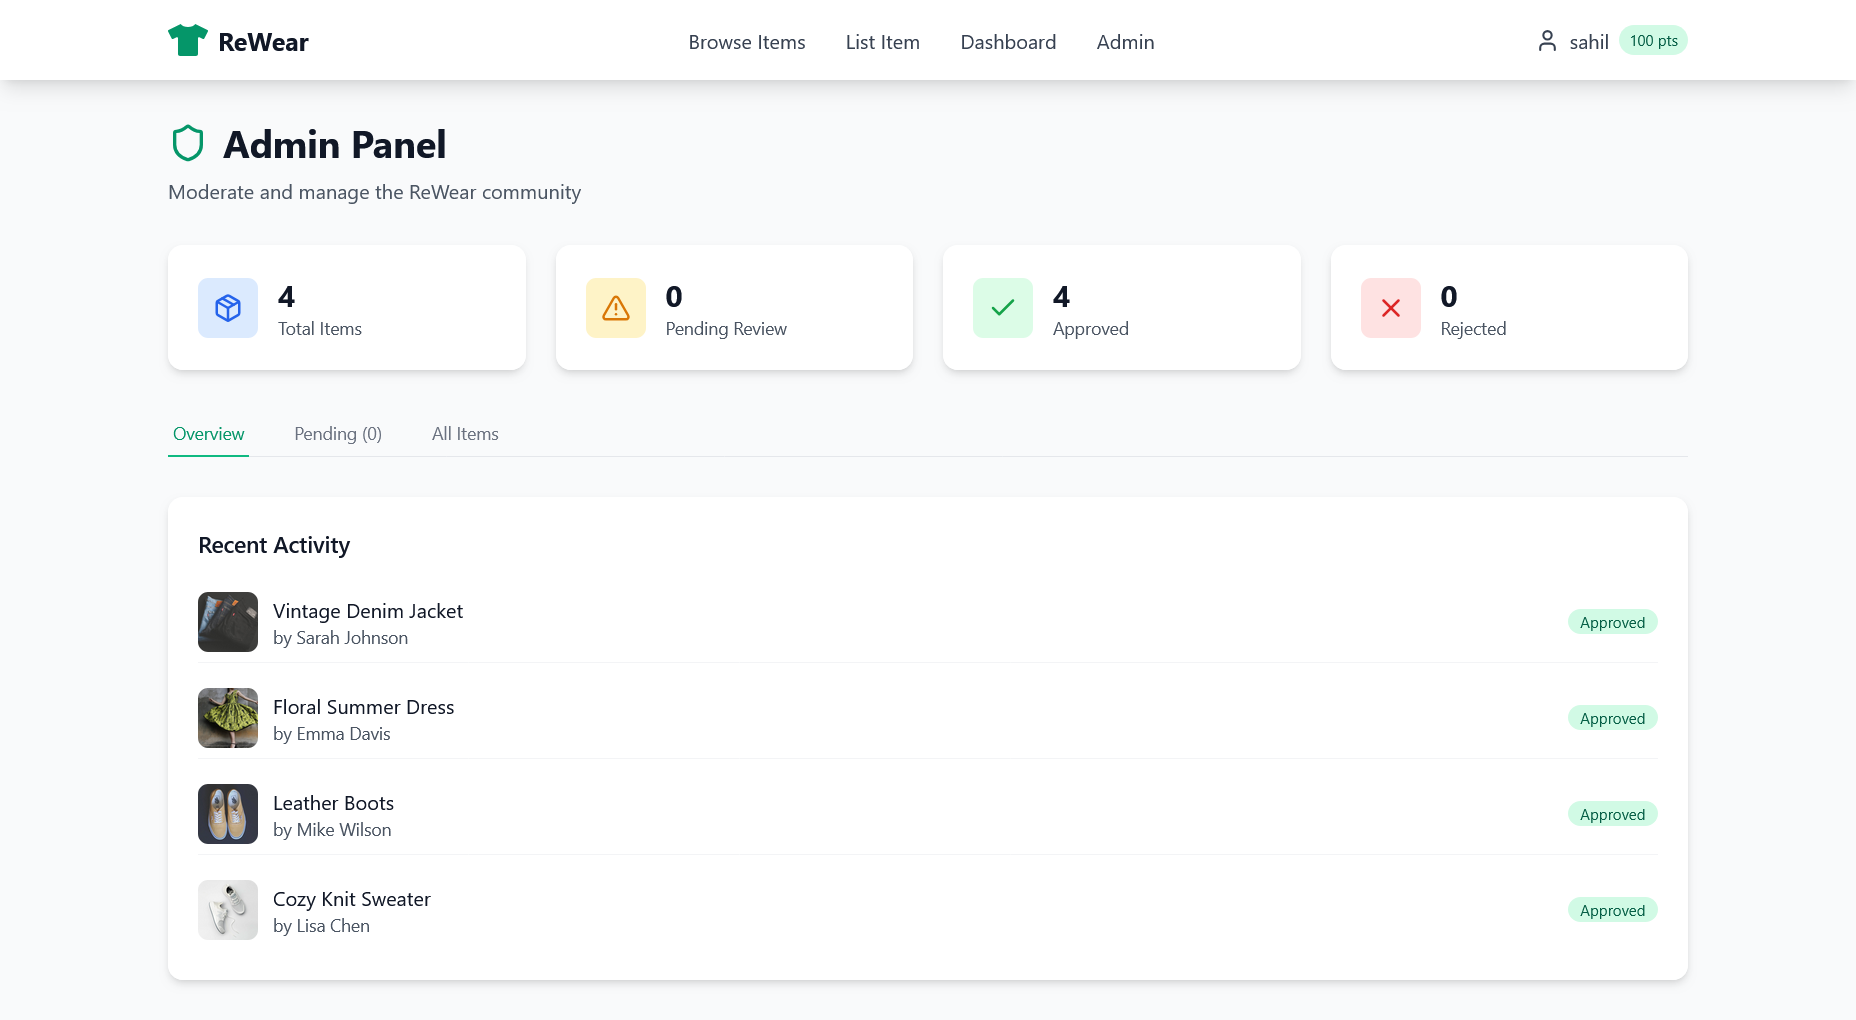 ReWear
Browse Items
List Item
Dashboard
Admin
sahil
100 pts
Admin Panel
Moderate and manage the ReWear community
4
Total Items
0
Pending Review
4
Approved
0
Rejected
Overview
Pending (0)
All Items
Recent Activity
Vintage Denim Jacket
by Sarah Johnson
Approved
Floral Summer Dress
by Emma Davis
Approved
Leather Boots
by Mike Wilson
Approved
Cozy Knit Sweater
by Lisa Chen
Approved